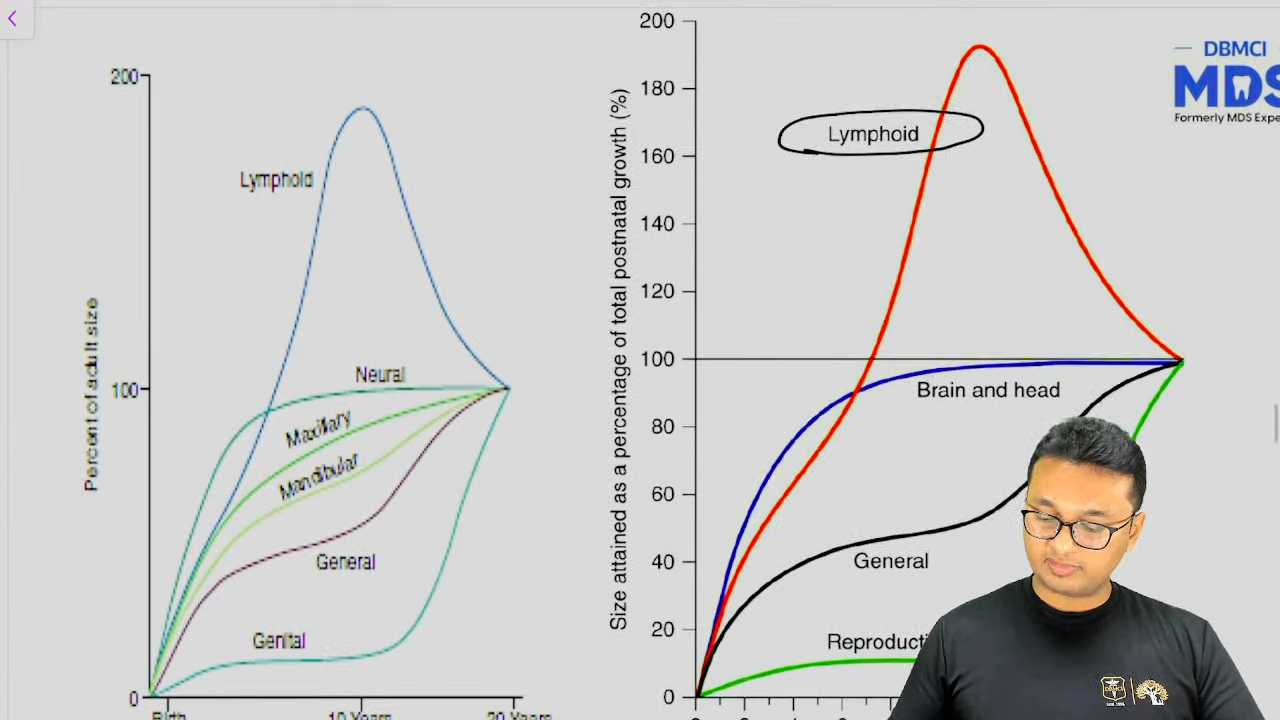 200
Lymphoid
Neural
100
Maxillary
Mandibular
General
Genital
0
Birth
10 Years
20 Years
Percent of adult size
200
180
160
140
120
100
80
60
40
20
0
Size attained as a percentage of total postnatal growth (%)
Lymphoid
Brain and head
General
Reproducti
DBMCI
MDS
Formerly MDS Expe
DBMCI